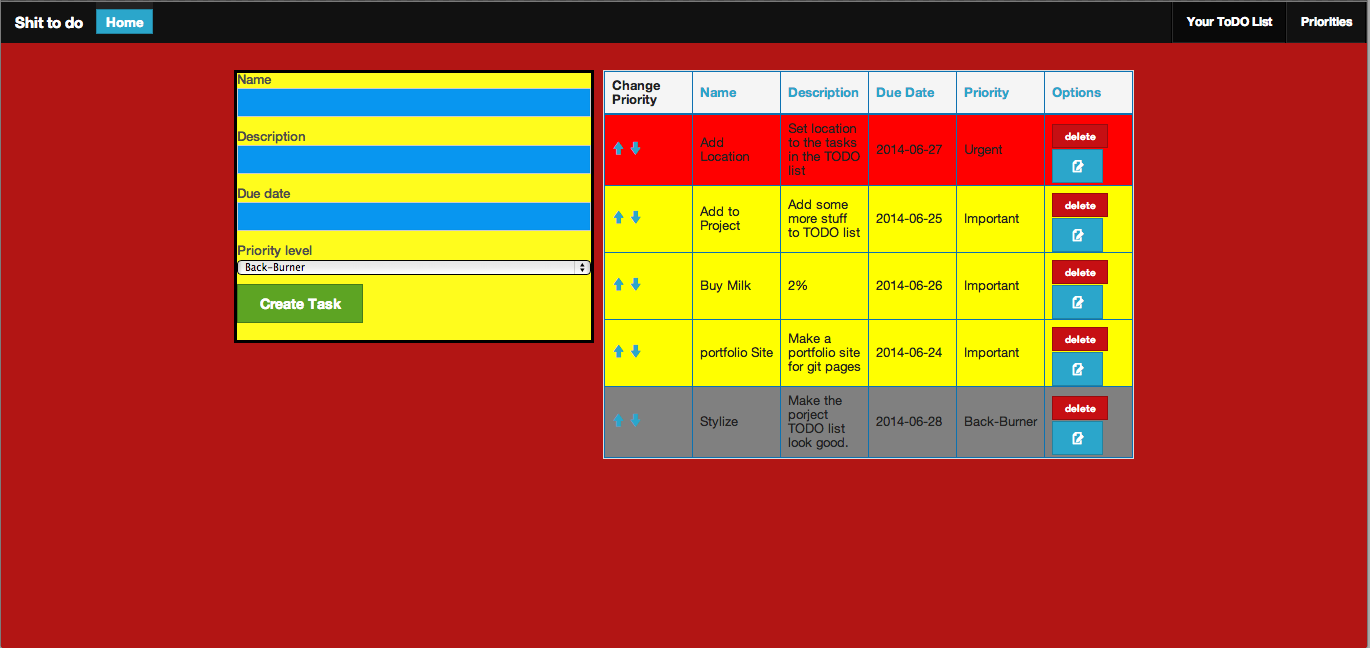 Shit to do Home Your ToDO List Priorities
Name
Description
Due date
Priority level
Back-Burner
Create Task
Change
Priority
Name
Description
Due Date
Priority
Options
Add
Location
Set location
to the tasks
in the TODO
list
2014-06-27
Urgent
delete
Add to
Project
Add some
more stuff
to TODO list
2014-06-25
Important
delete
Buy Milk
2%
2014-06-26
Important
delete
portfolio Site
Make a
portfolio site
for git pages
2014-06-24
Important
delete
Stylize
Make the
porject
TODO list
look good.
2014-06-28
Back-Burner
delete